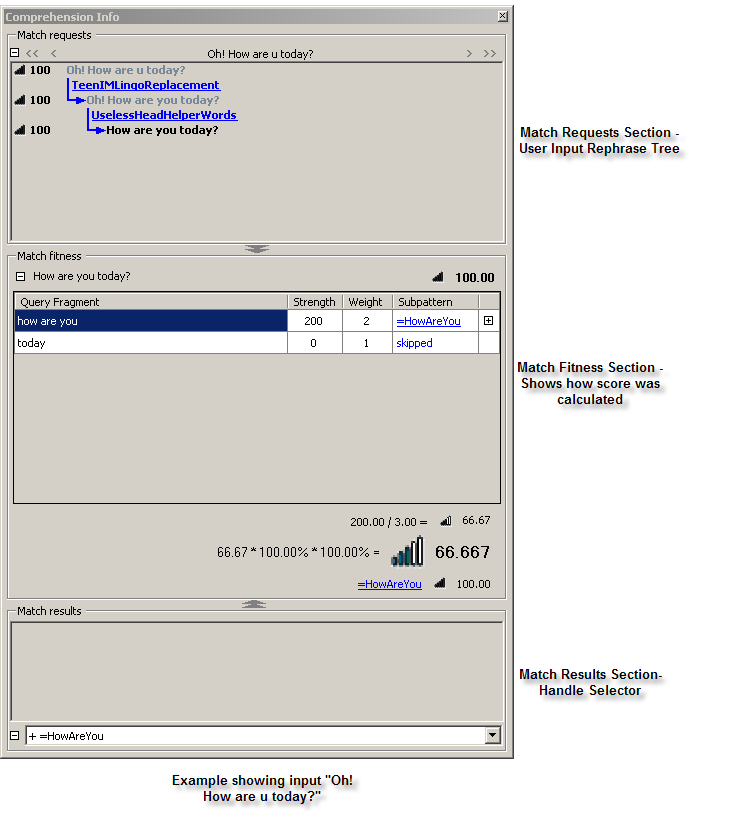 Comprehension Info
Match requests
<< < Oh! How are u today? > >>
100 Oh! How are u today?
TeenIMLingoReplacement
100 Oh! How are you today?
UselessHeadHelperWords
100 How are you today?
Match Requests Section -
User Input Rephrase Tree
Match fitness
How are you today? 100.00
Query Fragment Strength Weight Subpattern
how are you 200 2 =HowAreYou
today 0 1 skipped
Match Fitness Section -
Shows how score was
calculated
200.00 / 3.00 = 66.67
66.67 * 100.00% * 100.00% = 66.667
=HowAreYou 100.00
Match results
Match Results Section-
Handle Selector
+ =HowAreYou
Example showing input "Oh!
How are u today?"